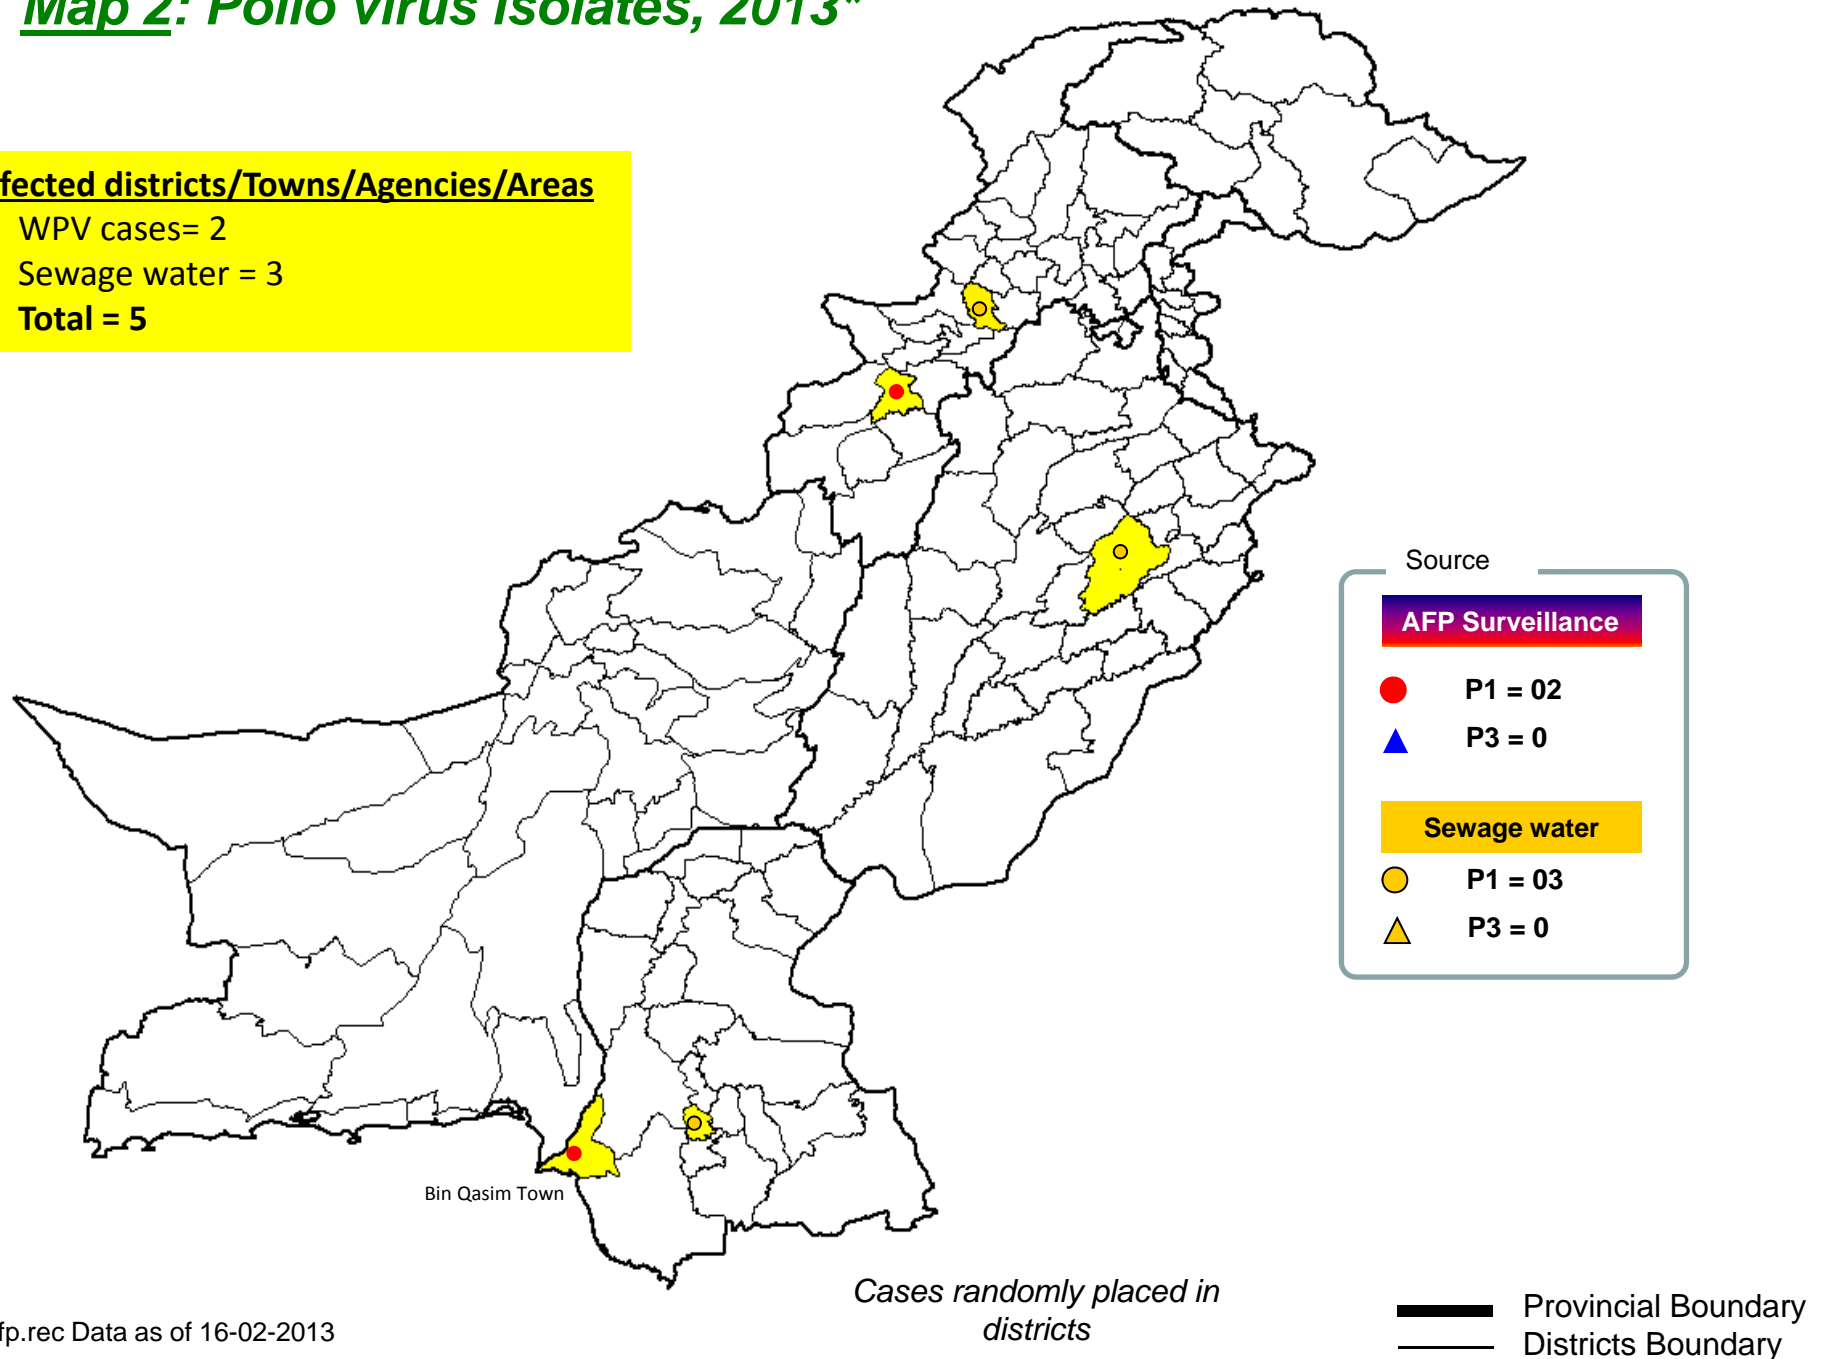 Map 2: Polio virus isolates, 2013*
fected districts/Towns/Agencies/Areas
WPV cases= 2
Sewage water = 3
Total = 5
Source
AFP Surveillance
P1 = 02
P3 = 0
Sewage water
P1 = 03
P3 = 0
Bin Qasim Town
Cases randomly placed in
districts
fp.rec Data as of 16-02-2013
Provincial Boundary
Districts Boundary